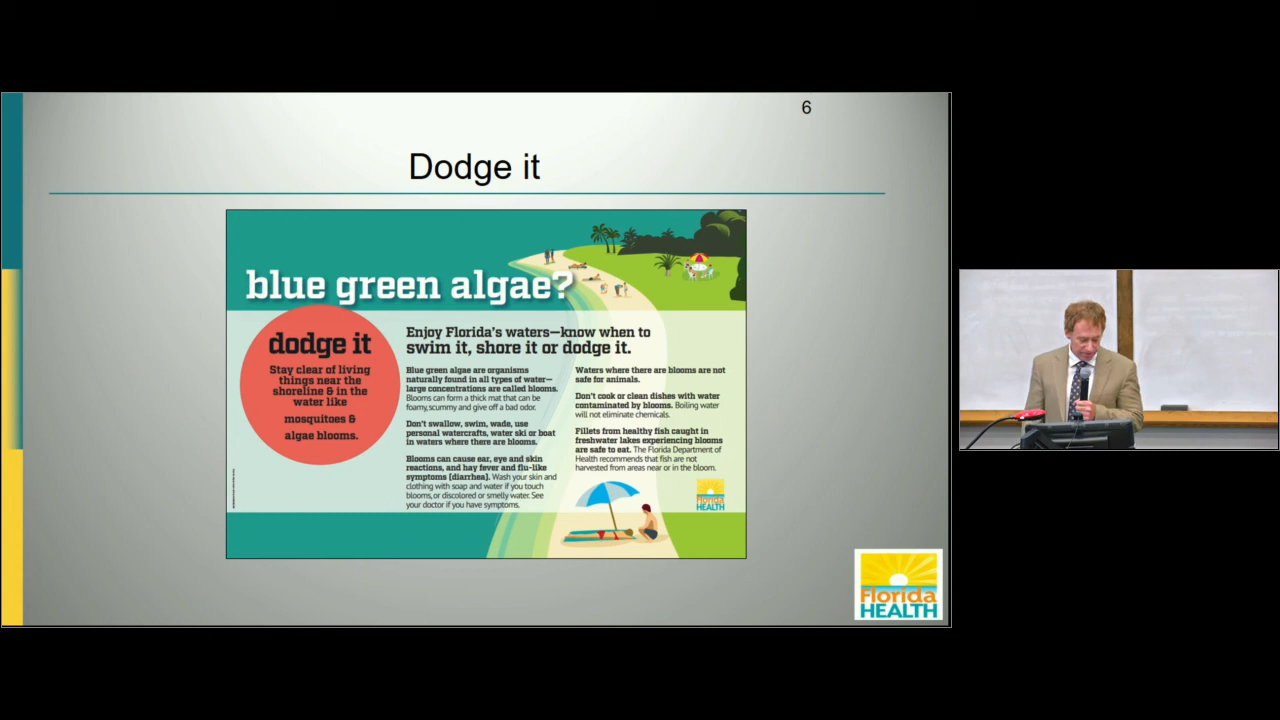 6
Dodge it
blue green algae?
dodge it
Stay clear of living
things near the
shoreline & in the
water like
mosquitoes &
algae blooms.
Enjoy Florida's waters—know when to
swim it, shore it or dodge it.
Blue green algae are organisms
naturally found in all types of water—
large concentrations are called blooms.
Blooms can form a thick mat that can be
foamy, scummy and give off a bad odor.
Don't swallow, swim, wade, use
personal watercrafts, water ski or boat
in waters where there are blooms.
Blooms can cause ear, eye and skin
reactions, and hay fever and flu-like
symptoms (diarrhea). Wash your skin and
clothing with soap and water if you touch
blooms, or discolored or smelly water. See
your doctor if you have symptoms.
Waters where there are blooms are not
safe for animals.
Don't cook or clean dishes with water
contaminated by blooms. Boiling water
will not eliminate chemicals.
Fillets from healthy fish caught in
freshwater lakes experiencing blooms
are safe to eat. The Florida Department of
Health recommends that fish are not
harvested from areas near or in the bloom.
Florida
HEALTH
Florida
HEALTH